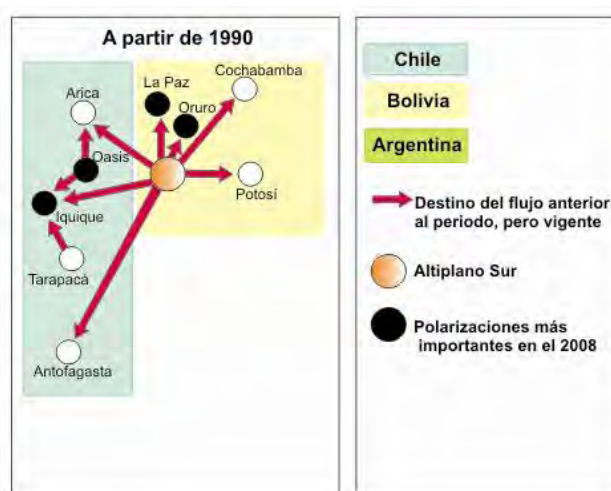 A partir de 1990
Cochabamba
La Paz
Arica
Oruro
Oasis
Potosí
Iquique
Tarapacà
Antofagasta
Chile
Bolivia
Argentina
Destino del flujo anterior
al periodo, pero vigente
Altiplano Sur
Polarizaciones más
importantes en el 2008